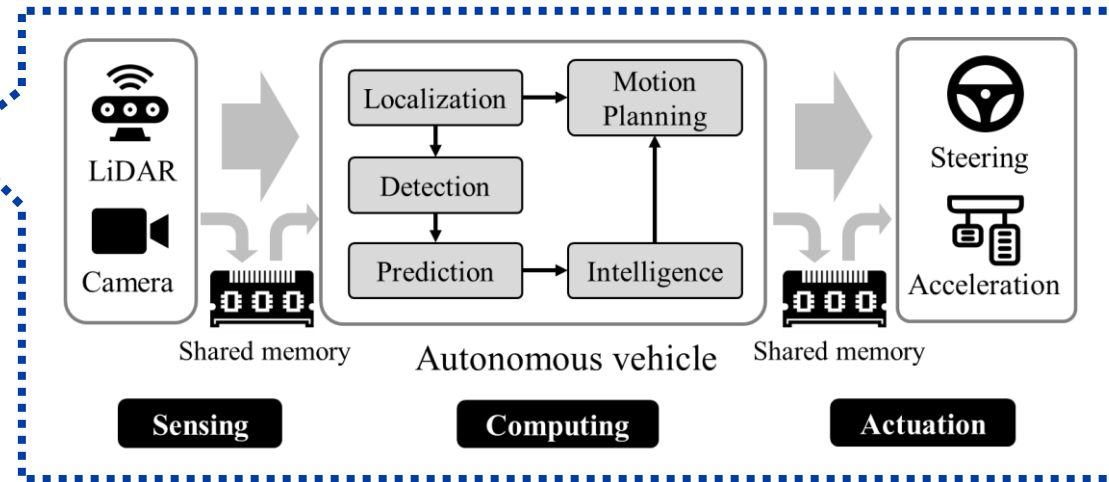 LiDAR
Camera
Shared memory
Localization
Motion
Planning
Detection
Prediction
Intelligence
Autonomous vehicle
Shared memory
Steering
Acceleration
Sensing
Computing
Actuation